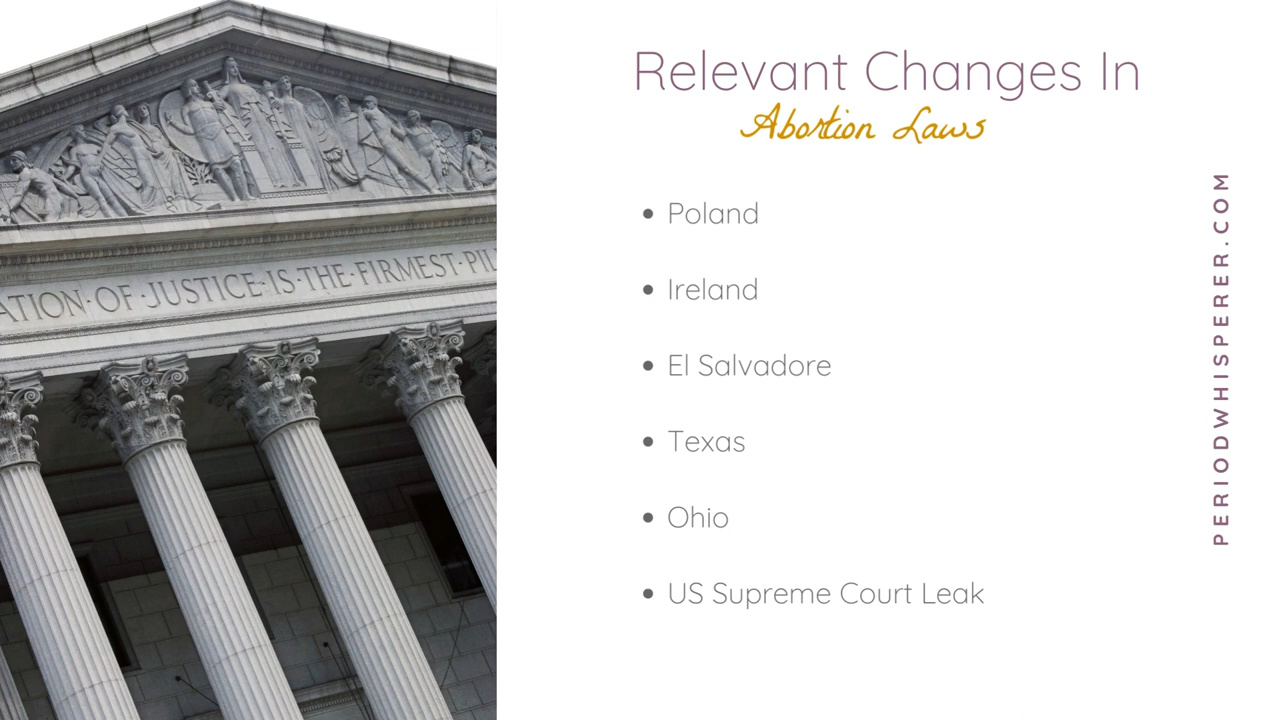 ATION·OF·JUSTICE·IS·THE·FIRMEST·PIL
Relevant Changes In
Abortion Laws
• Poland
• Ireland
• El Salvadore
• Texas
• Ohio
• US Supreme Court Leak
PERIODWHISPERER.COM